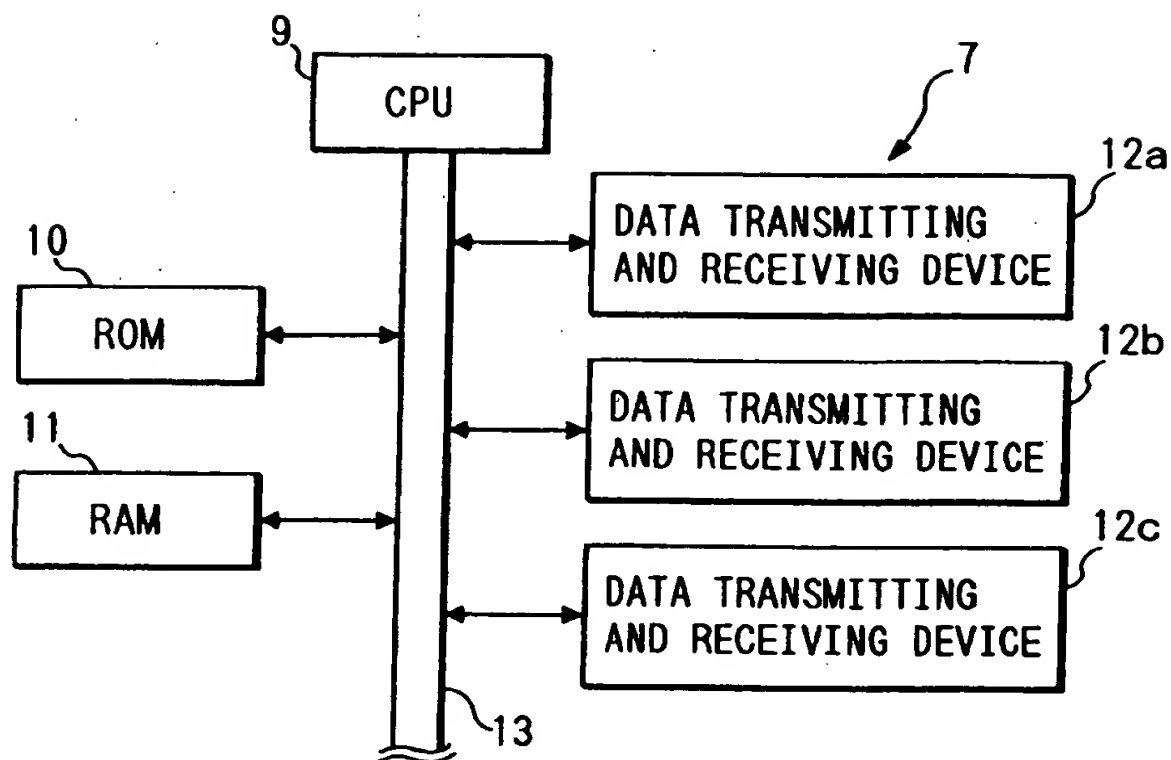 9
CPU
7
12a
DATA TRANSMITTING
AND RECEIVING DEVICE
10
ROM
12b
DATA TRANSMITTING
AND RECEIVING DEVICE
11
RAM
12c
DATA TRANSMITTING
AND RECEIVING DEVICE
13